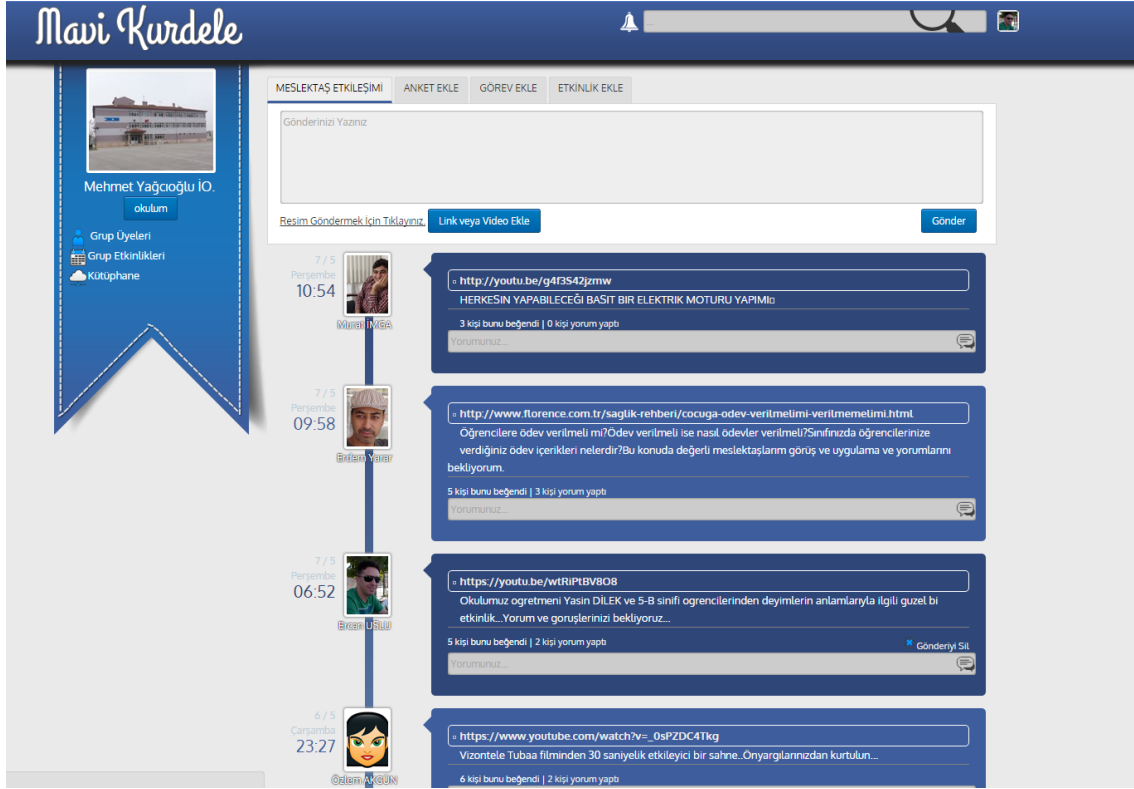 Mavi Kurdele
MESLEKTAŞ ETKİLEŞİMİ
ANKET EKLE
GÖREV EKLE
ETKİNLİK EKLE
Gönderinizi Yazınız
Resim Göndermek İçin Tıklayınız.
Link veya Video Ekle
Gönder
Mehmet Yağcıoğlu İO.
okulum
Grup Üyeleri
Grup Etkinlikleri
Kütüphane
7 / 5
Perşembe
10:54
Murat İMGA
http://youtu.be/g4f3S42jzmw
HERKESİN YAPABILECEĞI BASIT BIR ELEKTRIK MOTURU YAPIMI
3 kişi bunu beğendi | 0 kişi yorum yaptı
Yorumunuz...
7 / 5
Perşembe
09:58
Erdem Yarar
http://www.florence.com.tr/saglik-rehberi/cocuga-odev-verilmelimi-verilmemelimi.html
Öğrencilere ödev verilmeli mi?Ödev verilmeli ise nasıl ödevler verilmeli?Sınıfınızda öğrencilerinize
verdiğiniz ödev içerikleri nelerdir?Bu konuda değerli meslektaşlarım görüş ve uygulama ve yorumlarını
bekliyorum.
5 kişi bunu beğendi | 3 kişi yorum yaptı
Yorumunuz...
7 / 5
Perşembe
06:52
Ercan USLU
https://youtu.be/wtRiPtBV8O8
Okulumuz ogretmeni Yasin DİLEK ve 5-B sinifi ogrencilerinden deyimlerin anlamlarıyla ilgili guzel bi
etkinlik...Yorum ve goruşlerinizi bekliyoruz...
5 kişi bunu beğendi | 2 kişi yorum yaptı
Gönderiyi Sil
Yorumunuz...
6 / 5
Çarşamba
23:27
Özlem AKGÜN
https://www.youtube.com/watch?v=_0sPZDC4Tkg
Vizontele Tubaa filminden 30 saniyelik etkileyici bir sahne..Önyargılarınızdan kurtulun...
6 kişi bunu beğendi | 2 kişi yorum yaptı